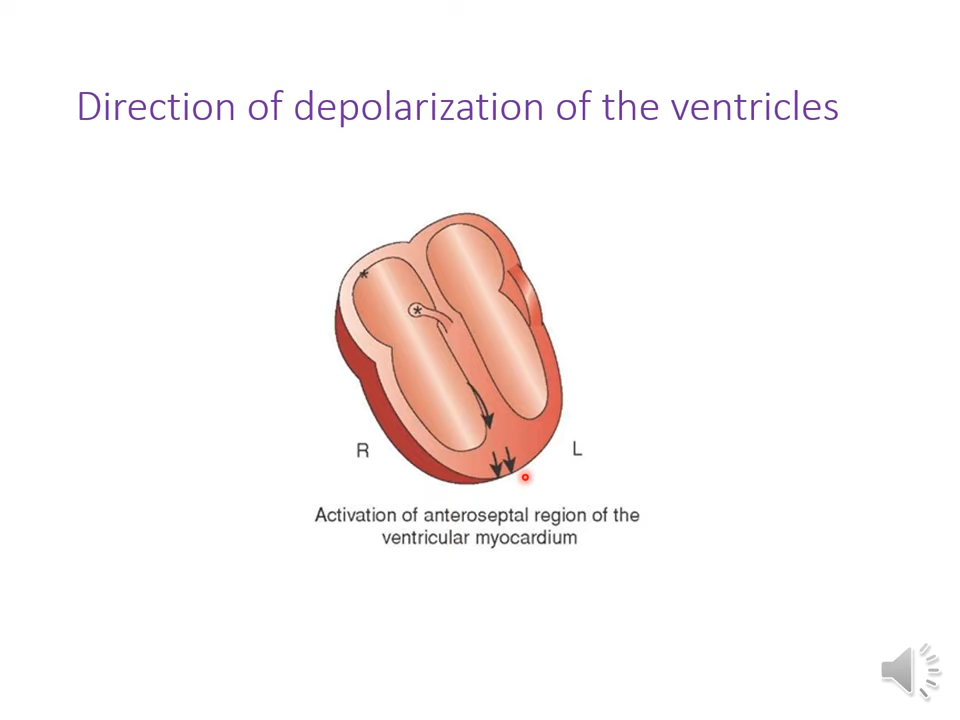 Direction of depolarization of the ventricles
*
*
R
L
Activation of anteroseptal region of the
ventricular myocardium